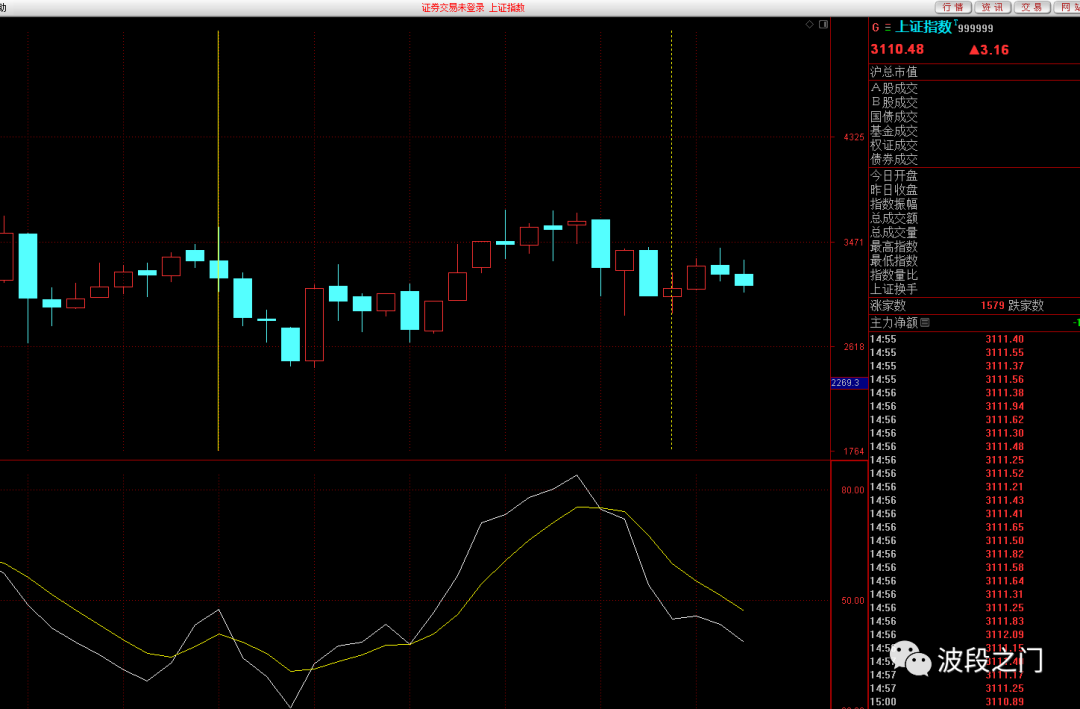 助
证券交易未登录 上证指数
行情 资讯 交易 网站
4325
3471
2618
2269.3
1764
80.00
50.00
G 上证指数 999999
3110.48 ▲3.16
沪总市值
A股成交
B股成交
国债成交
基金成交
权证成交
债券成交
今日开盘
昨日收盘
指数振幅
总成交额
总成交量
最高指数
最低指数
指数量比
上证换手
涨家数 1579 跌家数
主力净额
14:55 3111.40
14:55 3111.55
14:55 3111.37
14:55 3111.56
14:56 3111.38
14:56 3111.94
14:56 3111.62
14:56 3111.30
14:56 3111.48
14:56 3111.25
14:56 3111.52
14:56 3111.21
14:56 3111.43
14:56 3111.41
14:56 3111.65
14:56 3111.50
14:56 3111.82
14:56 3111.58
14:56 3111.64
14:56 3111.31
14:56 3111.25
14:56 3111.83
14:56 3112.09
3111.15
3111.40
14:57 3111.17
14:57 3111.25
15:00 3110.89
波段之门